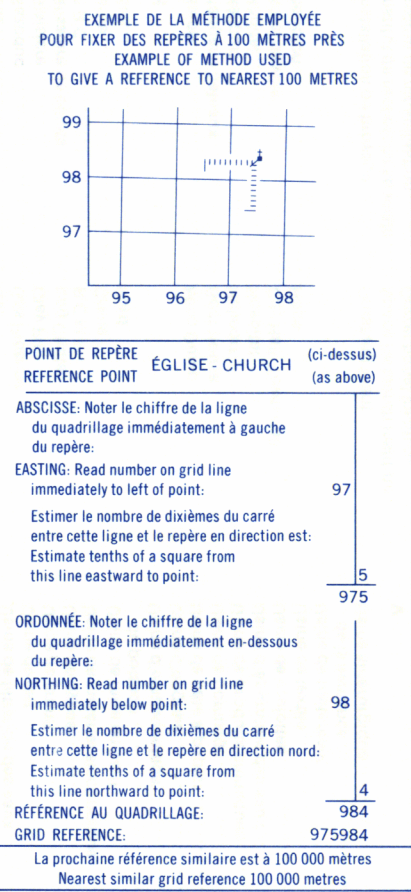 EXEMPLE DE LA MÉTHODE EMPLOYÉE
POUR FIXER DES REPÈRES À 100 MÈTRES PRÈS
EXAMPLE OF METHOD USED
TO GIVE A REFERENCE TO NEAREST 100 METRES
99
98
97
95 96 97 98
POINT DE REPÈRE
REFERENCE POINT
ÉGLISE - CHURCH
(ci-dessus)
(as above)
ABSCISSE: Noter le chiffre de la ligne
du quadrillage immédiatement à gauche
du repère:
EASTING: Read number on grid line
immediately to left of point: 97
Estimer le nombre de dixièmes du carré
entre cette ligne et le repère en direction est:
Estimate tenths of a square from
this line eastward to point: 5
975
ORDONNÉE: Noter le chiffre de la ligne
du quadrillage immédiatement en-dessous
du repère:
NORTHING: Read number on grid line
immediately below point: 98
Estimer le nombre de dixièmes du carré
entre cette ligne et le repère en direction nord:
Estimate tenths of a square from
this line northward to point: 4
RÉFÉRENCE AU QUADRILLAGE: 984
GRID REFERENCE: 975984
La prochaine référence similaire est à 100 000 mètres
Nearest similar grid reference 100 000 metres